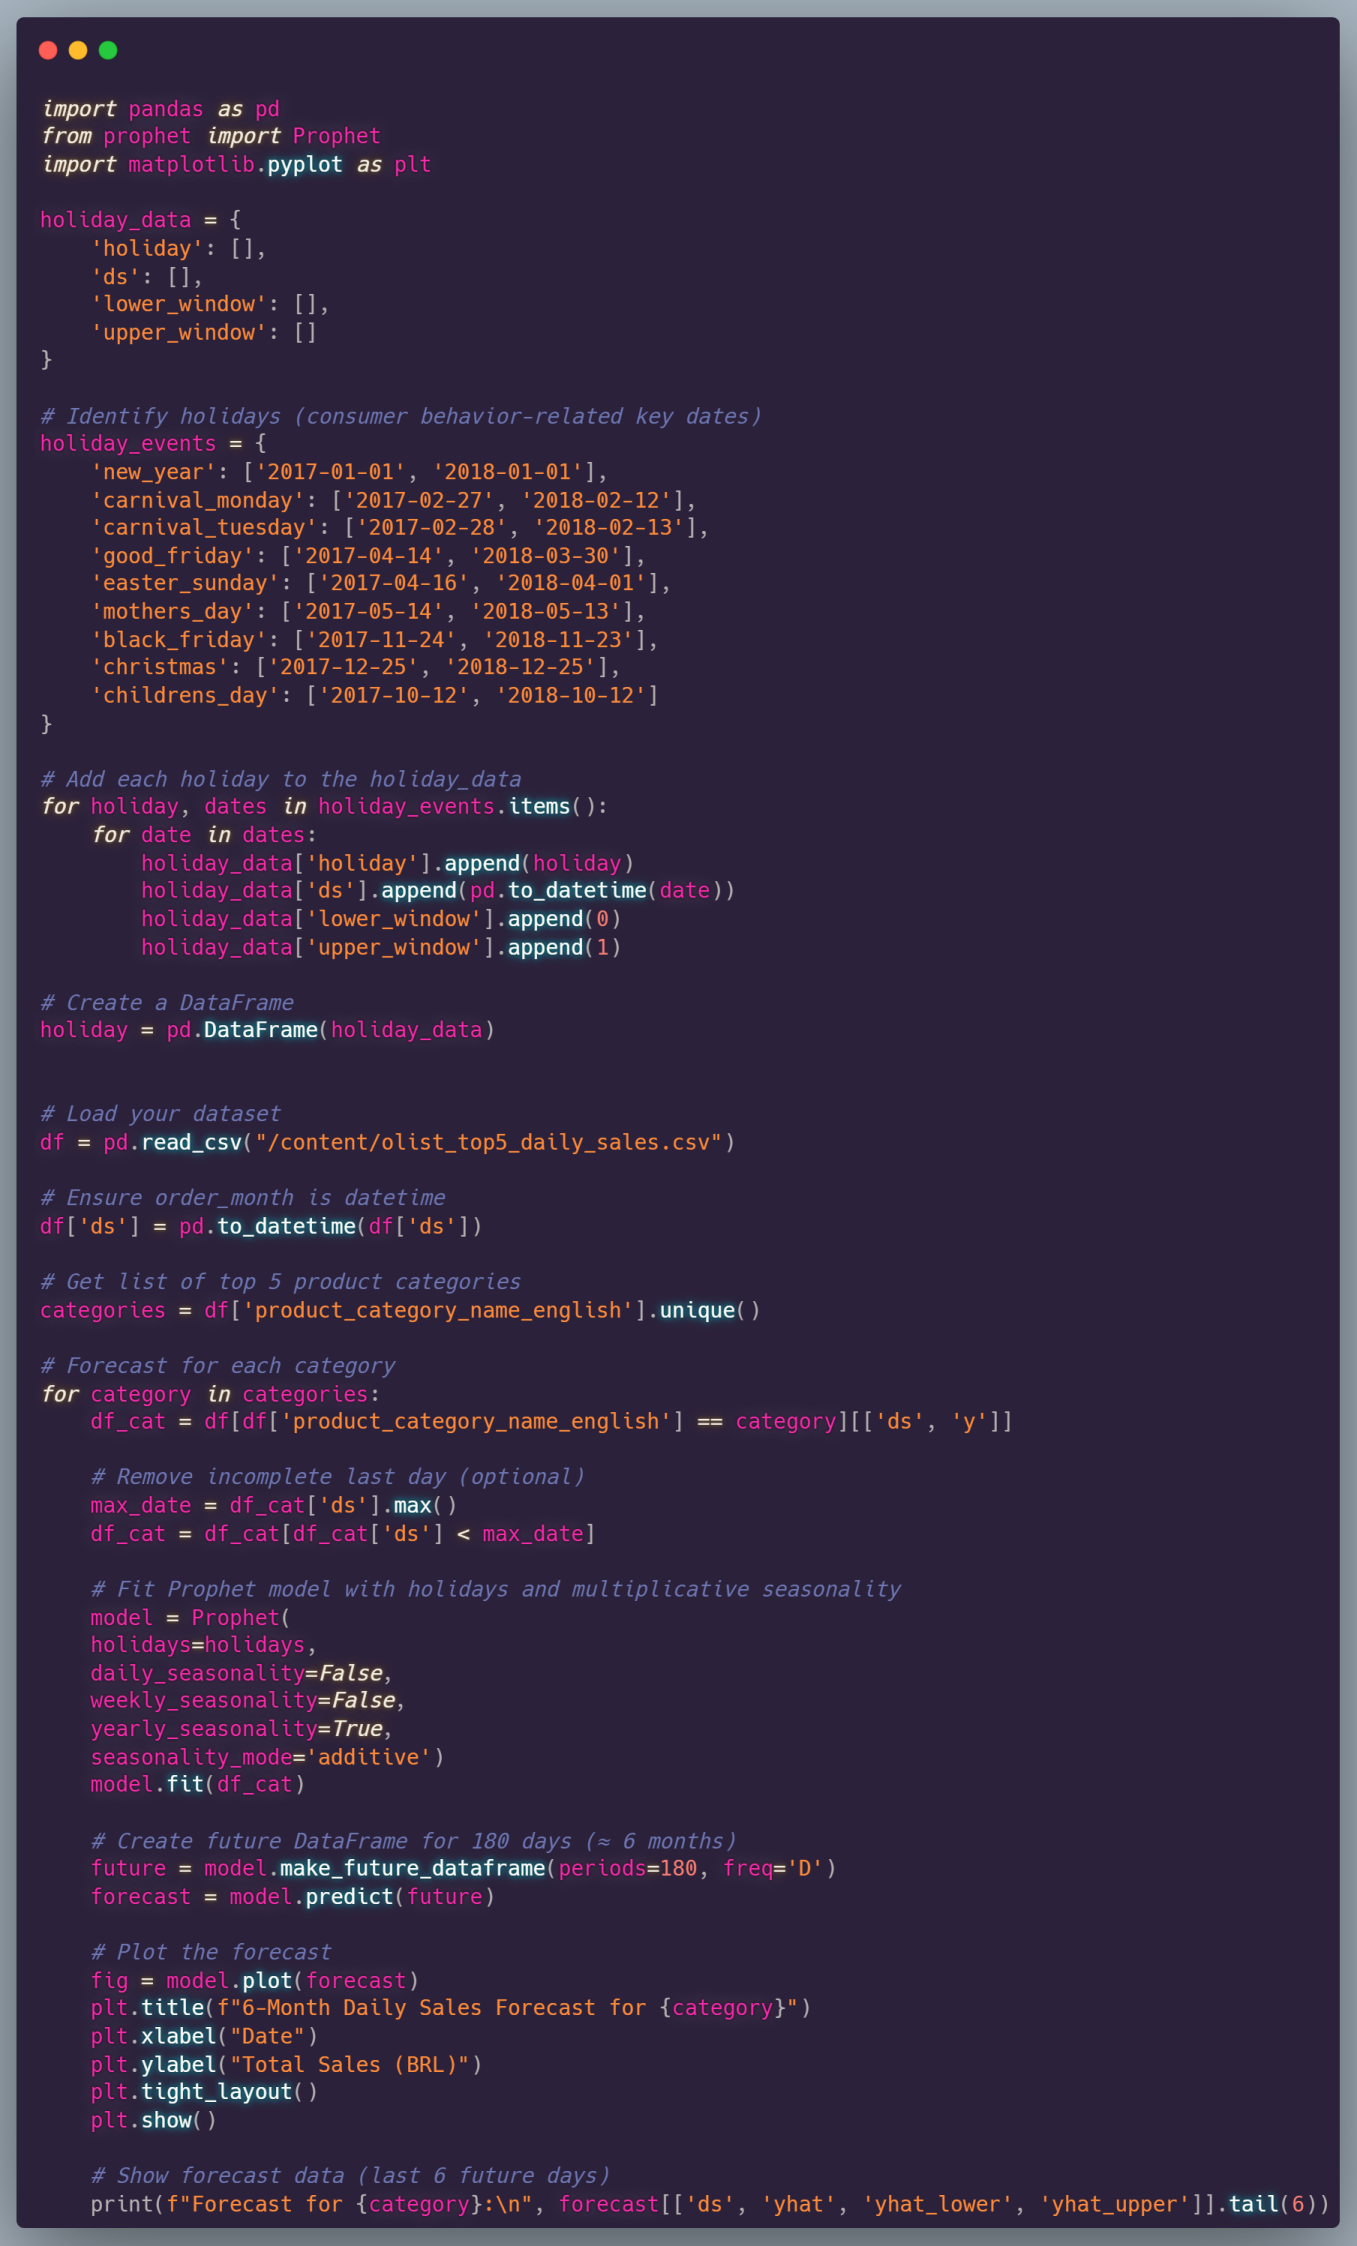 import pandas as pd
from prophet import Prophet
import matplotlib.pyplot as plt

holiday_data = {
    'holiday': [],
    'ds': [],
    'lower_window': [],
    'upper_window': []
}

# Identify holidays (consumer behavior-related key dates)
holiday_events = {
    'new_year': ['2017-01-01', '2018-01-01'],
    'carnival_monday': ['2017-02-27', '2018-02-12'],
    'carnival_tuesday': ['2017-02-28', '2018-02-13'],
    'good_friday': ['2017-04-14', '2018-03-30'],
    'easter_sunday': ['2017-04-16', '2018-04-01'],
    'mothers_day': ['2017-05-14', '2018-05-13'],
    'black_friday': ['2017-11-24', '2018-11-23'],
    'christmas': ['2017-12-25', '2018-12-25'],
    'childrens_day': ['2017-10-12', '2018-10-12']
}

# Add each holiday to the holiday_data
for holiday, dates in holiday_events.items():
    for date in dates:
        holiday_data['holiday'].append(holiday)
        holiday_data['ds'].append(pd.to_datetime(date))
        holiday_data['lower_window'].append(0)
        holiday_data['upper_window'].append(1)

# Create a DataFrame
holiday = pd.DataFrame(holiday_data)


# Load your dataset
df = pd.read_csv("/content/olist_top5_daily_sales.csv")

# Ensure order_month is datetime
df['ds'] = pd.to_datetime(df['ds'])

# Get list of top 5 product categories
categories = df['product_category_name_english'].unique()

# Forecast for each category
for category in categories:
    df_cat = df[df['product_category_name_english'] == category][['ds', 'y']]

    # Remove incomplete last day (optional)
    max_date = df_cat['ds'].max()
    df_cat = df_cat[df_cat['ds'] < max_date]

    # Fit Prophet model with holidays and multiplicative seasonality
    model = Prophet(
    holidays=holidays,
    daily_seasonality=False,
    weekly_seasonality=False,
    yearly_seasonality=True,
    seasonality_mode='additive')
    model.fit(df_cat)

    # Create future DataFrame for 180 days (≈ 6 months)
    future = model.make_future_dataframe(periods=180, freq='D')
    forecast = model.predict(future)

    # Plot the forecast
    fig = model.plot(forecast)
    plt.title(f"6-Month Daily Sales Forecast for {category}")
    plt.xlabel("Date")
    plt.ylabel("Total Sales (BRL)")
    plt.tight_layout()
    plt.show()

    # Show forecast data (last 6 future days)
    print(f"Forecast for {category}:\n", forecast[['ds', 'yhat', 'yhat_lower', 'yhat_upper']].tail(6))